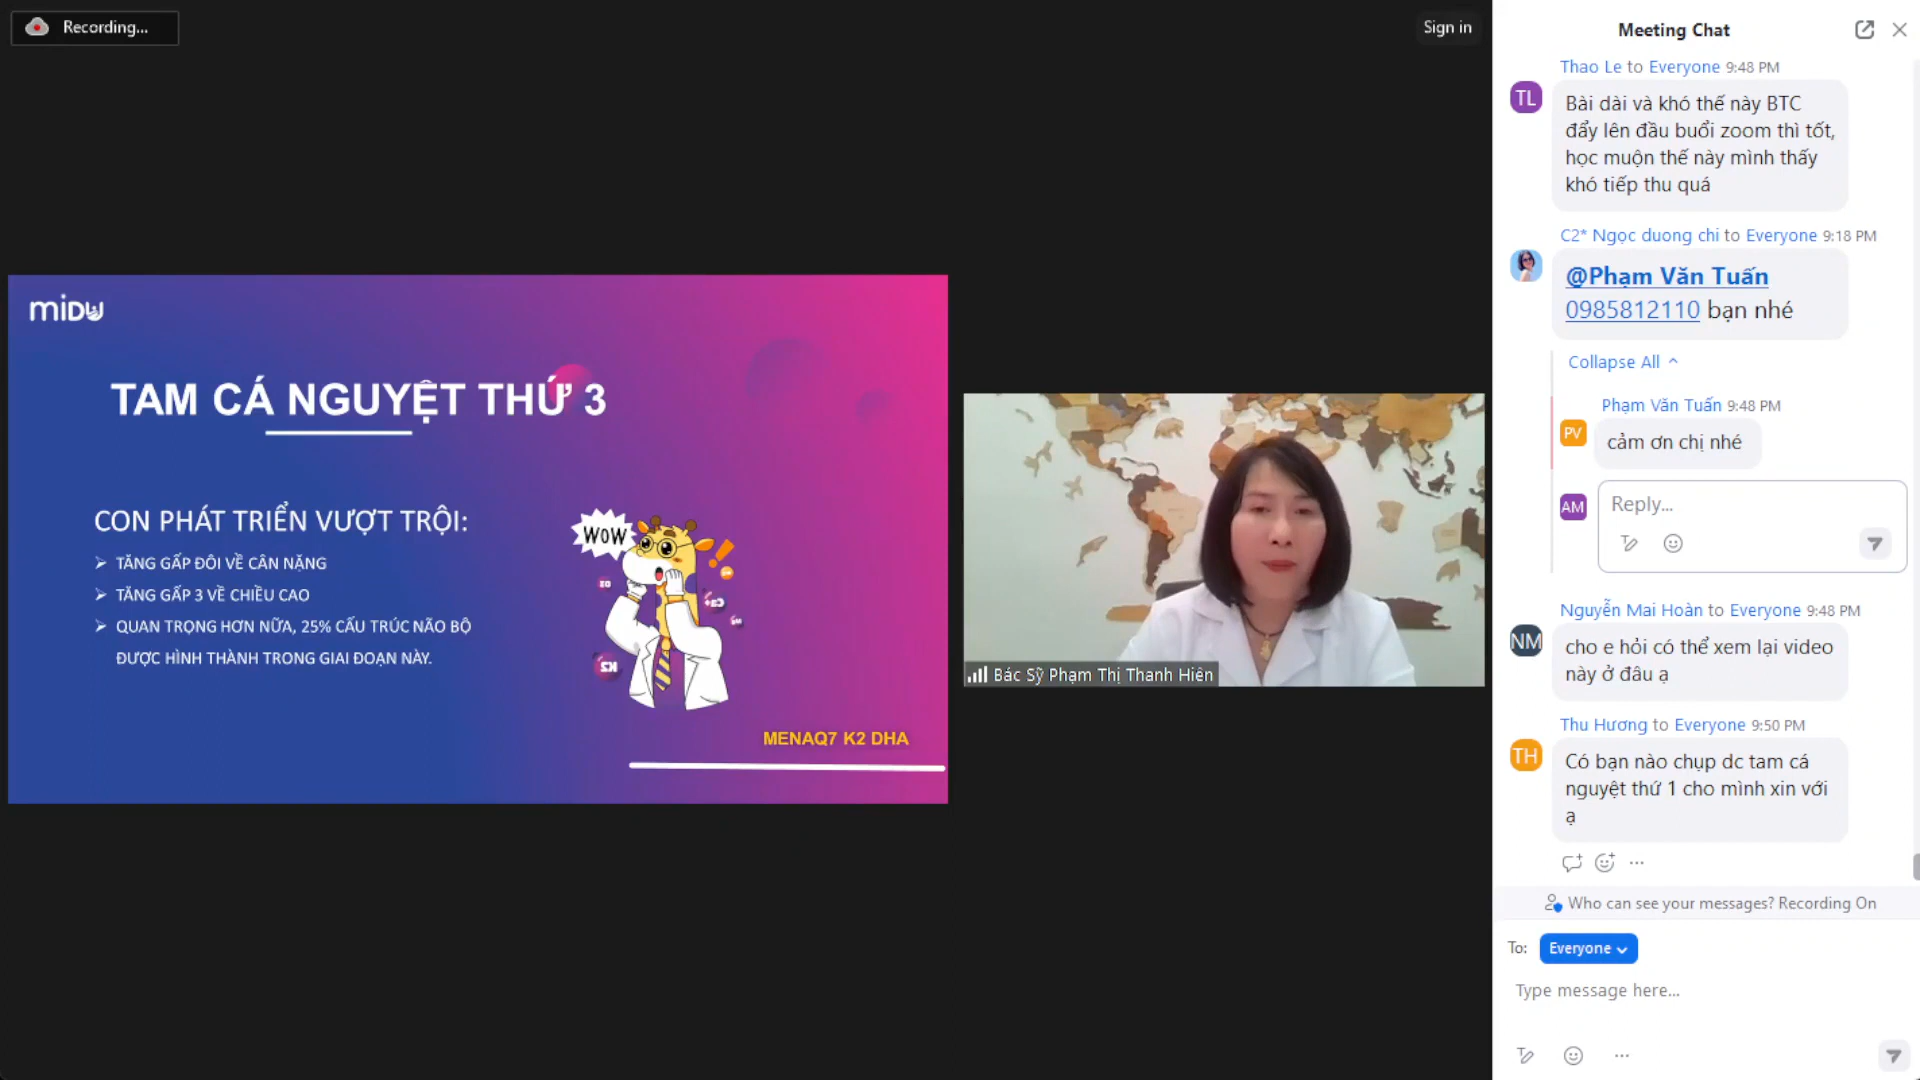 Recording...
Sign in
miDU
TAM CÁ NGUYỆT THỨ 3
CON PHÁT TRIỂN VƯỢT TRỘI:
TĂNG GẤP ĐÔI VỀ CÂN NẶNG
TĂNG GẤP 3 VỀ CHIỀU CAO
QUAN TRỌNG HƠN NỮA, 25% CẤU TRÚC NÃO BỘ
ĐƯỢC HÌNH THÀNH TRONG GIAI ĐOẠN NÀY.
WOW
MENAQ7 K2 DHA
Bác Sỹ Phạm Thị Thanh Hiên
Meeting Chat
Thao Le to Everyone 9:48 PM
TL
Bài dài và khó thế này BTC
đẩy lên đầu buổi zoom thì tốt,
học muộn thế này mình thấy
khó tiếp thu quá
C2* Ngọc duong chi to Everyone 9:18 PM
@Phạm Văn Tuấn
0985812110 bạn nhé
Collapse All
Phạm Văn Tuấn 9:48 PM
PV
cảm ơn chị nhé
AM
Reply...
Nguyễn Mai Hoàn to Everyone 9:48 PM
NM
cho e hỏi có thể xem lại video
này ở đâu ạ
Thu Hương to Everyone 9:50 PM
TH
Có bạn nào chụp dc tam cá
nguyệt thứ 1 cho mình xin với
ạ
Who can see your messages? Recording On
To: Everyone
Type message here...